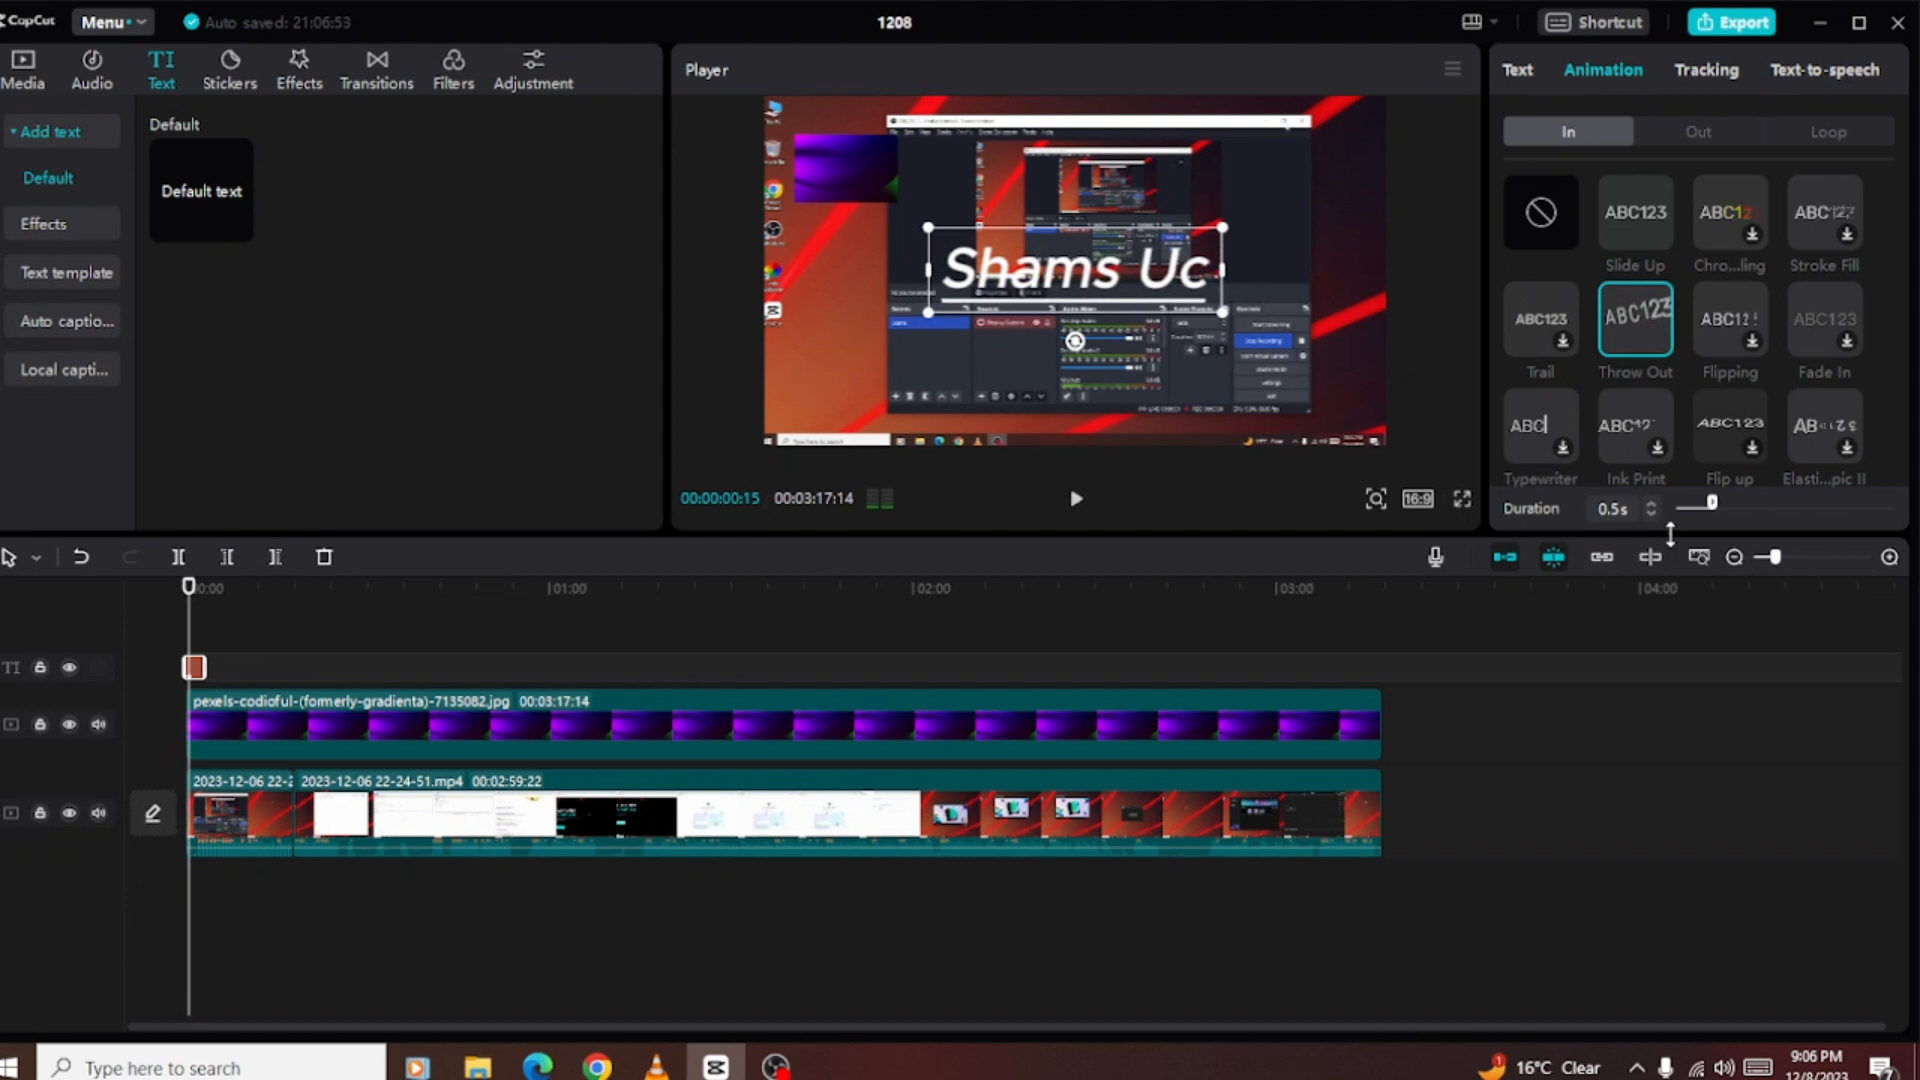 CapCut
Menu
Auto saved: 21:06:53
1208
Shortcut
Export
Media
Audio
TI
Text
Stickers
Effects
Transitions
Filters
Adjustment
Add text
Default
Effects
Text template
Auto captio...
Local capti...
Default
Default text
Player
Shams Uc
Type here to search
00:00:00:15
00:03:17:14
16:9
Text
Animation
Tracking
Text-to-speech
In
Out
Loop
ABC123
Slide Up
ABC12
Chro...ling
ABC123
Stroke Fill
ABC123
Trail
ABC123
Throw Out
ABC12
Flipping
ABC123
Fade In
ABC
Typewriter
ABC12
Ink Print
ABC123
Flip up
Elasti...pic II
Duration
0.5s
00:00
01:00
02:00
03:00
04:00
TI
pexels-codioful-(formerly-gradienta)-7135082.jpg 00:03:17:14
2023-12-06 22-2
2023-12-06 22-24-51.mp4 00:02:59:22
Type here to search
1
16°C Clear
9:06 PM
12/8/2023
7